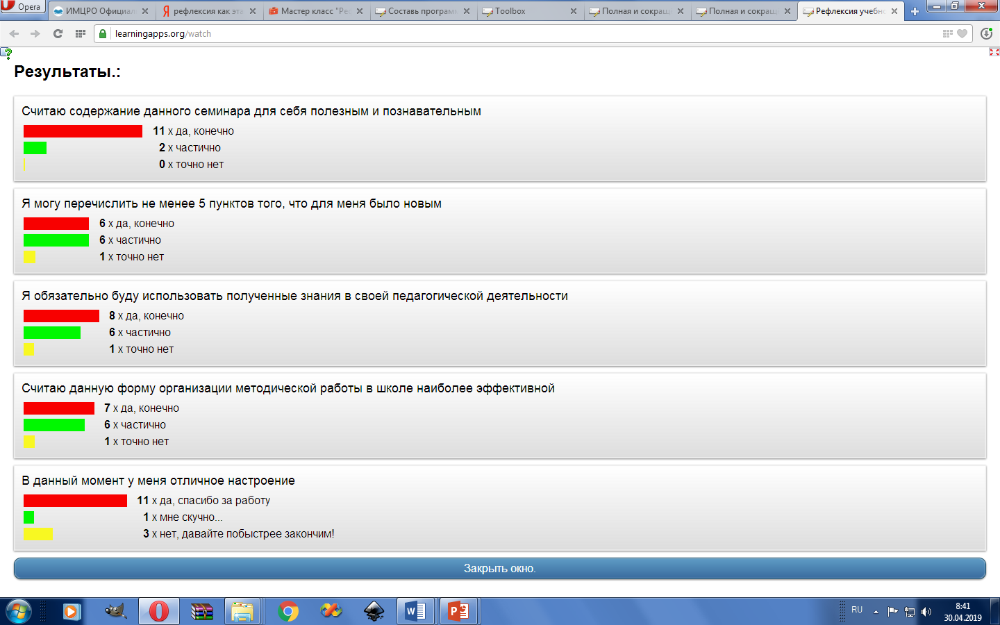 Opera
ИМЦРО Официал
рефлексия как эта
Мастер класс "Реф
Составь программ
Toolbox
Полная и сокращ
Полная и сокращ
Рефлексия учебн
learningapps.org/watch
Результаты.:
Считаю содержание данного семинара для себя полезным и познавательным
11 x да, конечно
2 x частично
0 x точно нет
Я могу перечислить не менее 5 пунктов того, что для меня было новым
6 x да, конечно
6 x частично
1 x точно нет
Я обязательно буду использовать полученные знания в своей педагогической деятельности
8 x да, конечно
6 x частично
1 x точно нет
Считаю данную форму организации методической работы в школе наиболее эффективной
7 x да, конечно
6 x частично
1 x точно нет
В данный момент у меня отличное настроение
11 x да, спасибо за работу
1 x мне скучно...
3 x нет, давайте побыстрее закончим!
Закрыть окно.
RU
8:41
30.04.2019